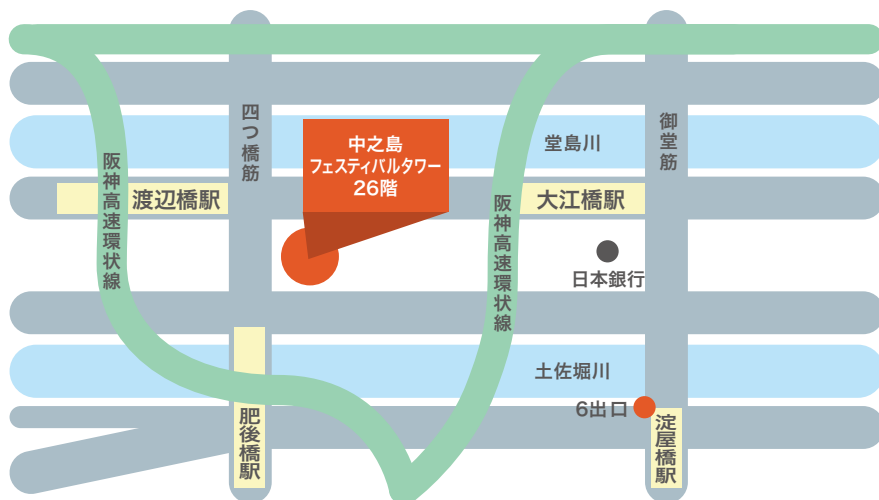 四つ橋筋
御堂筋
中之島
フェスティバルタワー
26階
堂島川
阪神高速環状線
渡辺橋駅
大江橋駅
阪神高速環状線
日本銀行
土佐堀川
6出口
肥後橋駅
淀屋橋駅